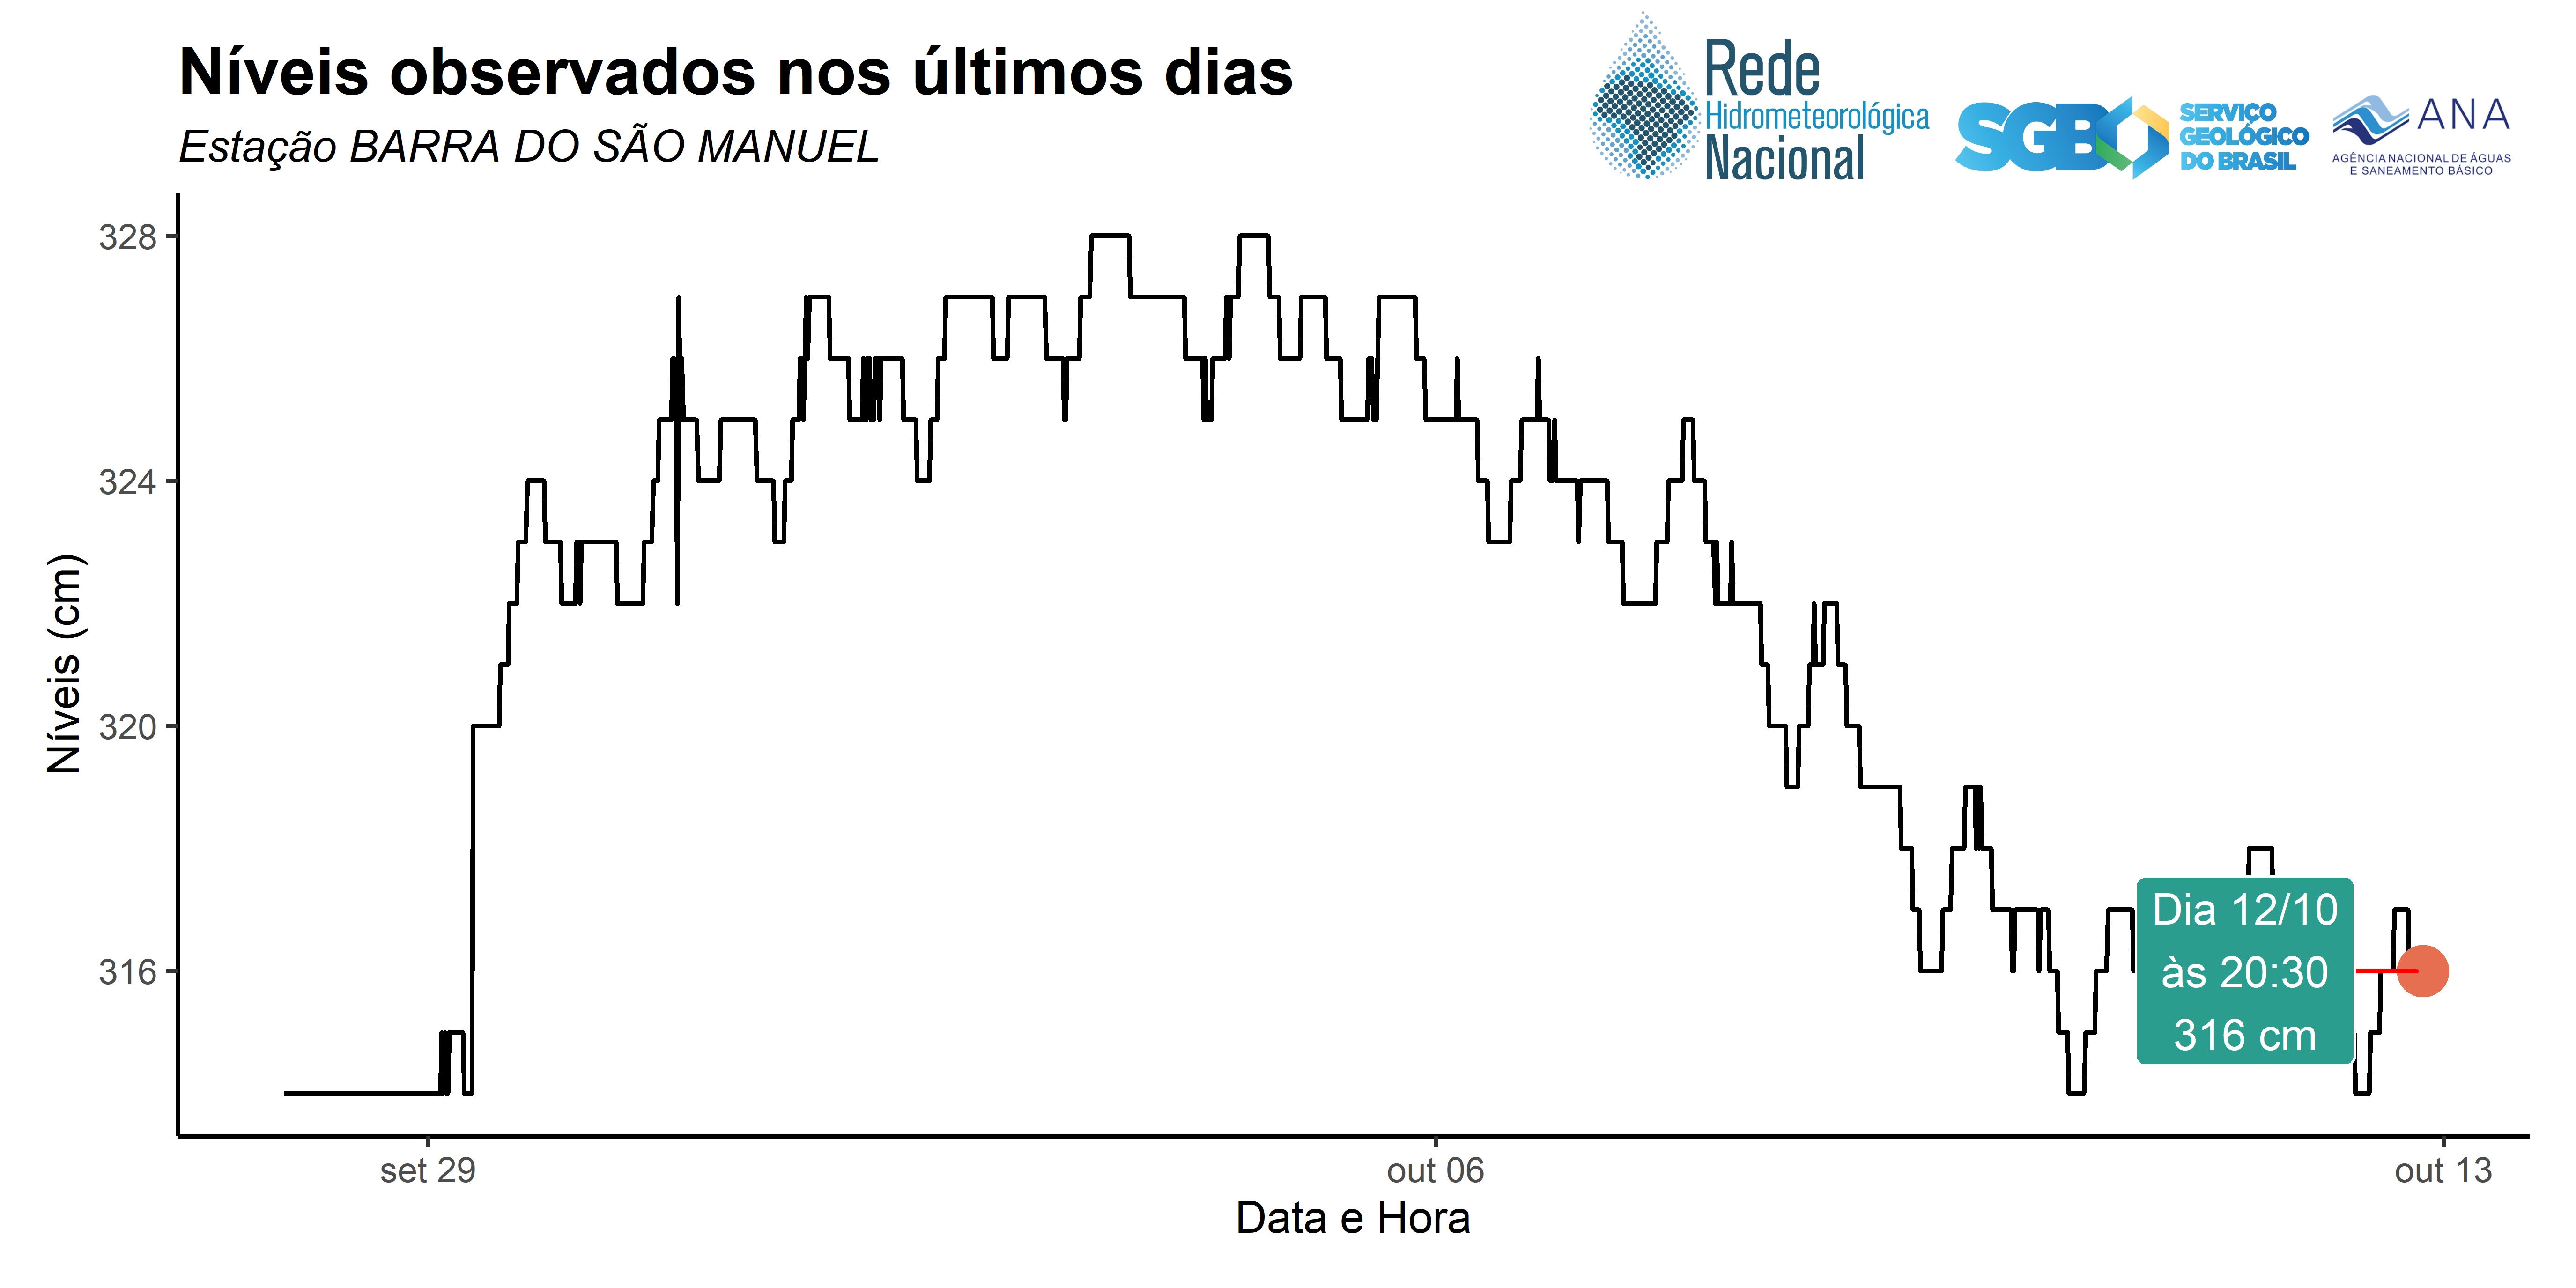 Níveis observados nos últimos dias
Estação BARRA DO SÃO MANUEL
Rede
Hidrometeorológica
Nacional
SGB
SERVIÇO
GEOLÓGICO
DO BRASIL
ANA
AGÊNCIA NACIONAL DE ÁGUAS
E SANEAMENTO BÁSICO
328
324
320
316
Níveis (cm)
Dia 12/10
às 20:30
316 cm
set 29
out 06
out 13
Data e Hora